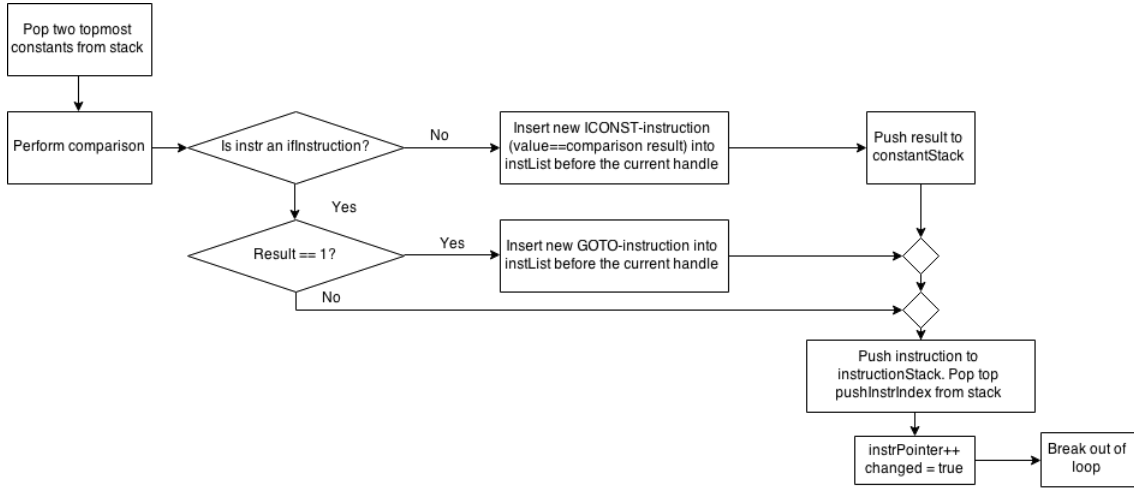 Pop two topmost
constants from stack
Perform comparison
Is instr an ifInstruction?
No
Insert new ICONST-instruction
(value==comparison result) into
instList before the current handle
Push result to
constantStack
Yes
Result == 1?
Yes
Insert new GOTO-instruction into
instList before the current handle
No
Push instruction to
instructionStack. Pop top
pushInstrIndex from stack
instrPointer++
changed = true
Break out of
loop